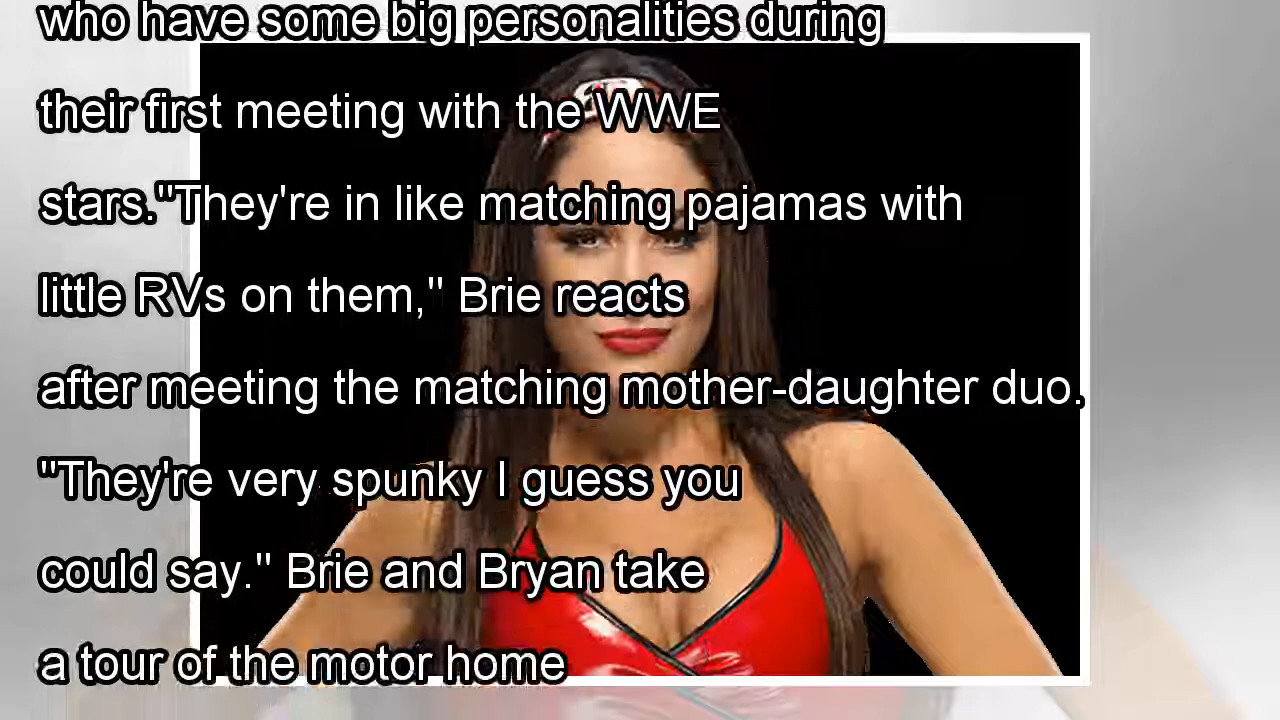 who have some big personalities during
their first meeting with the WWE
stars."They're in like matching pajamas with
little RVs on them," Brie reacts
after meeting the matching mother-daughter duo.
"They're very spunky I guess you
could say." Brie and Bryan take
a tour of the motor home